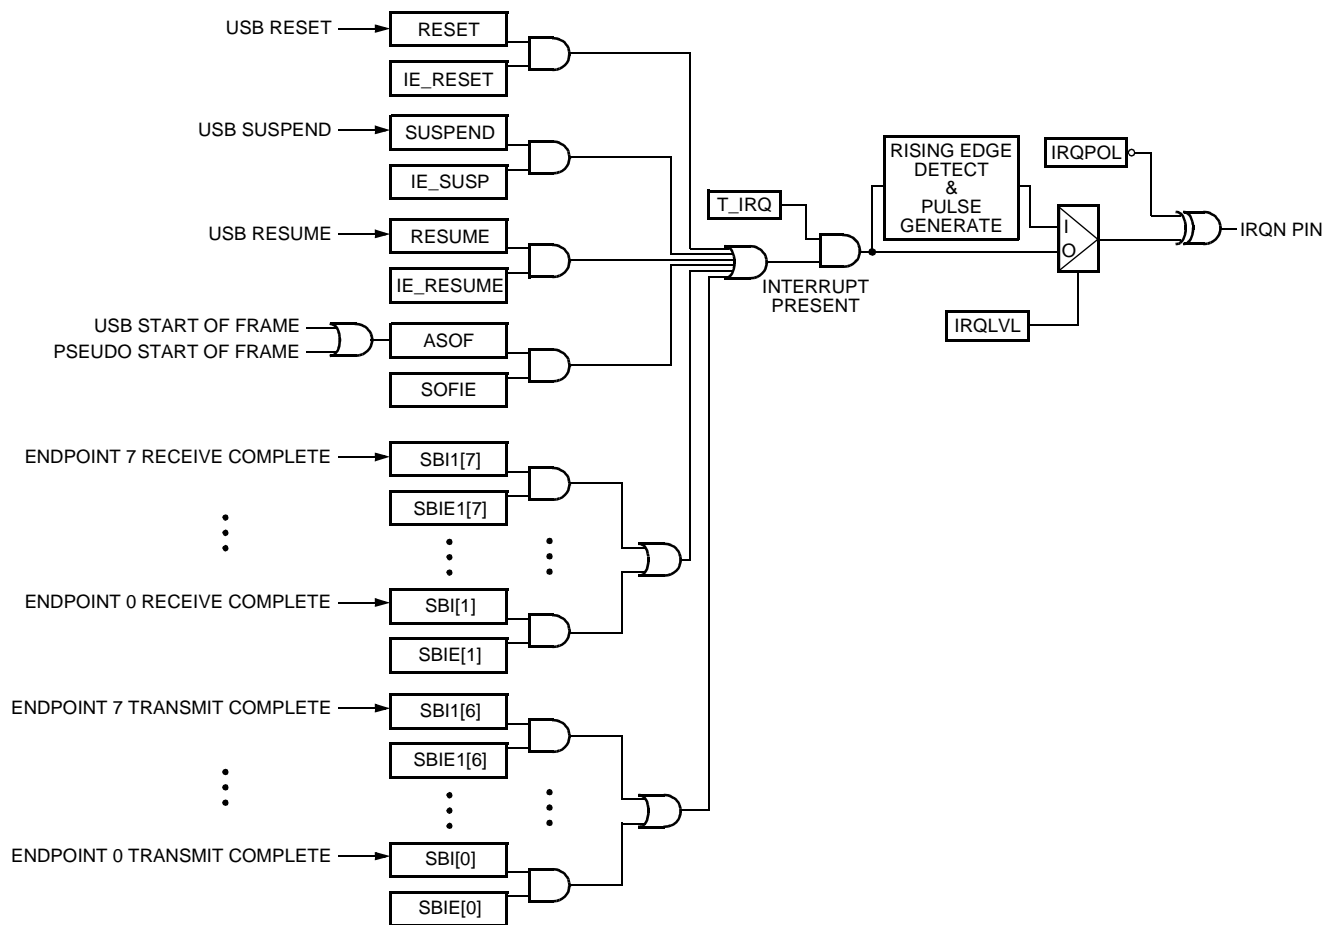 USB RESET
RESET
IE_RESET
USB SUSPEND
SUSPEND
IE_SUSP
USB RESUME
RESUME
IE_RESUME
USB START OF FRAME
PSEUDO START OF FRAME
ASOF
SOFIE
ENDPOINT 7 RECEIVE COMPLETE
SBI1[7]
SBIE1[7]
ENDPOINT 0 RECEIVE COMPLETE
SBI[1]
SBIE[1]
ENDPOINT 7 TRANSMIT COMPLETE
SBI1[6]
SBIE1[6]
ENDPOINT 0 TRANSMIT COMPLETE
SBI[0]
SBIE[0]
T_IRQ
INTERRUPT
PRESENT
RISING EDGE
DETECT
&
PULSE
GENERATE
IRQPOL
I
O
IRQLVL
IRQN PIN